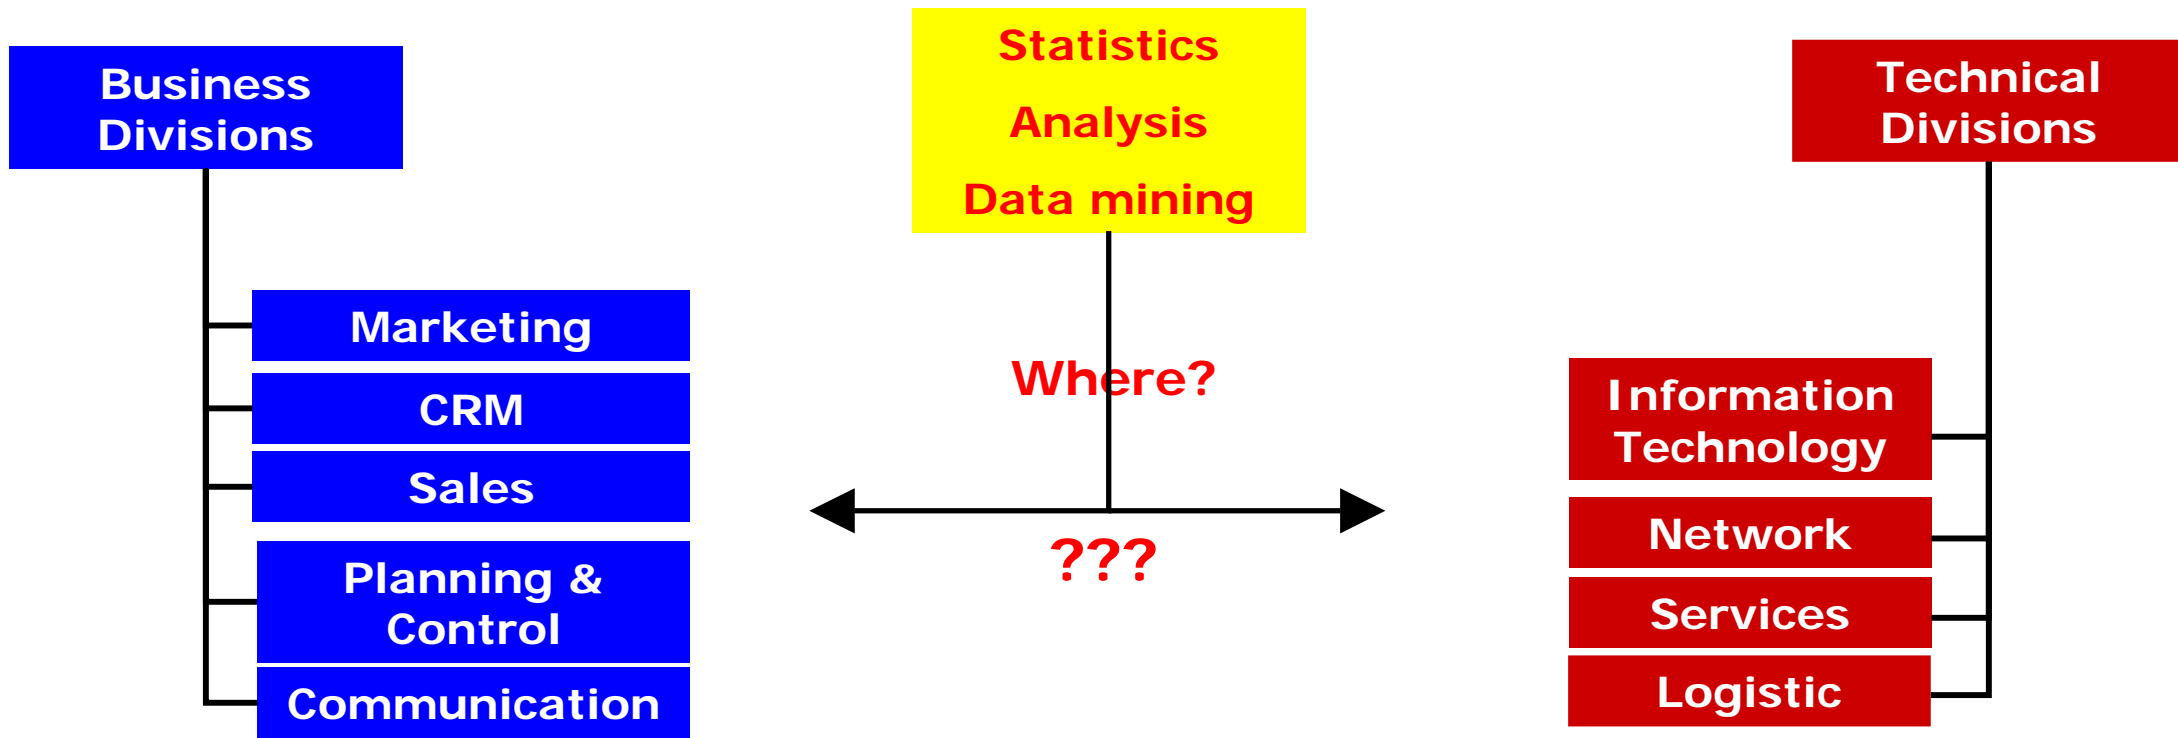 Business
Divisions
Marketing
CRM
Sales
Planning &
Control
Communication
Statistics
Analysis
Data mining
Where?
???
Technical
Divisions
Information
Technology
Network
Services
Logistic